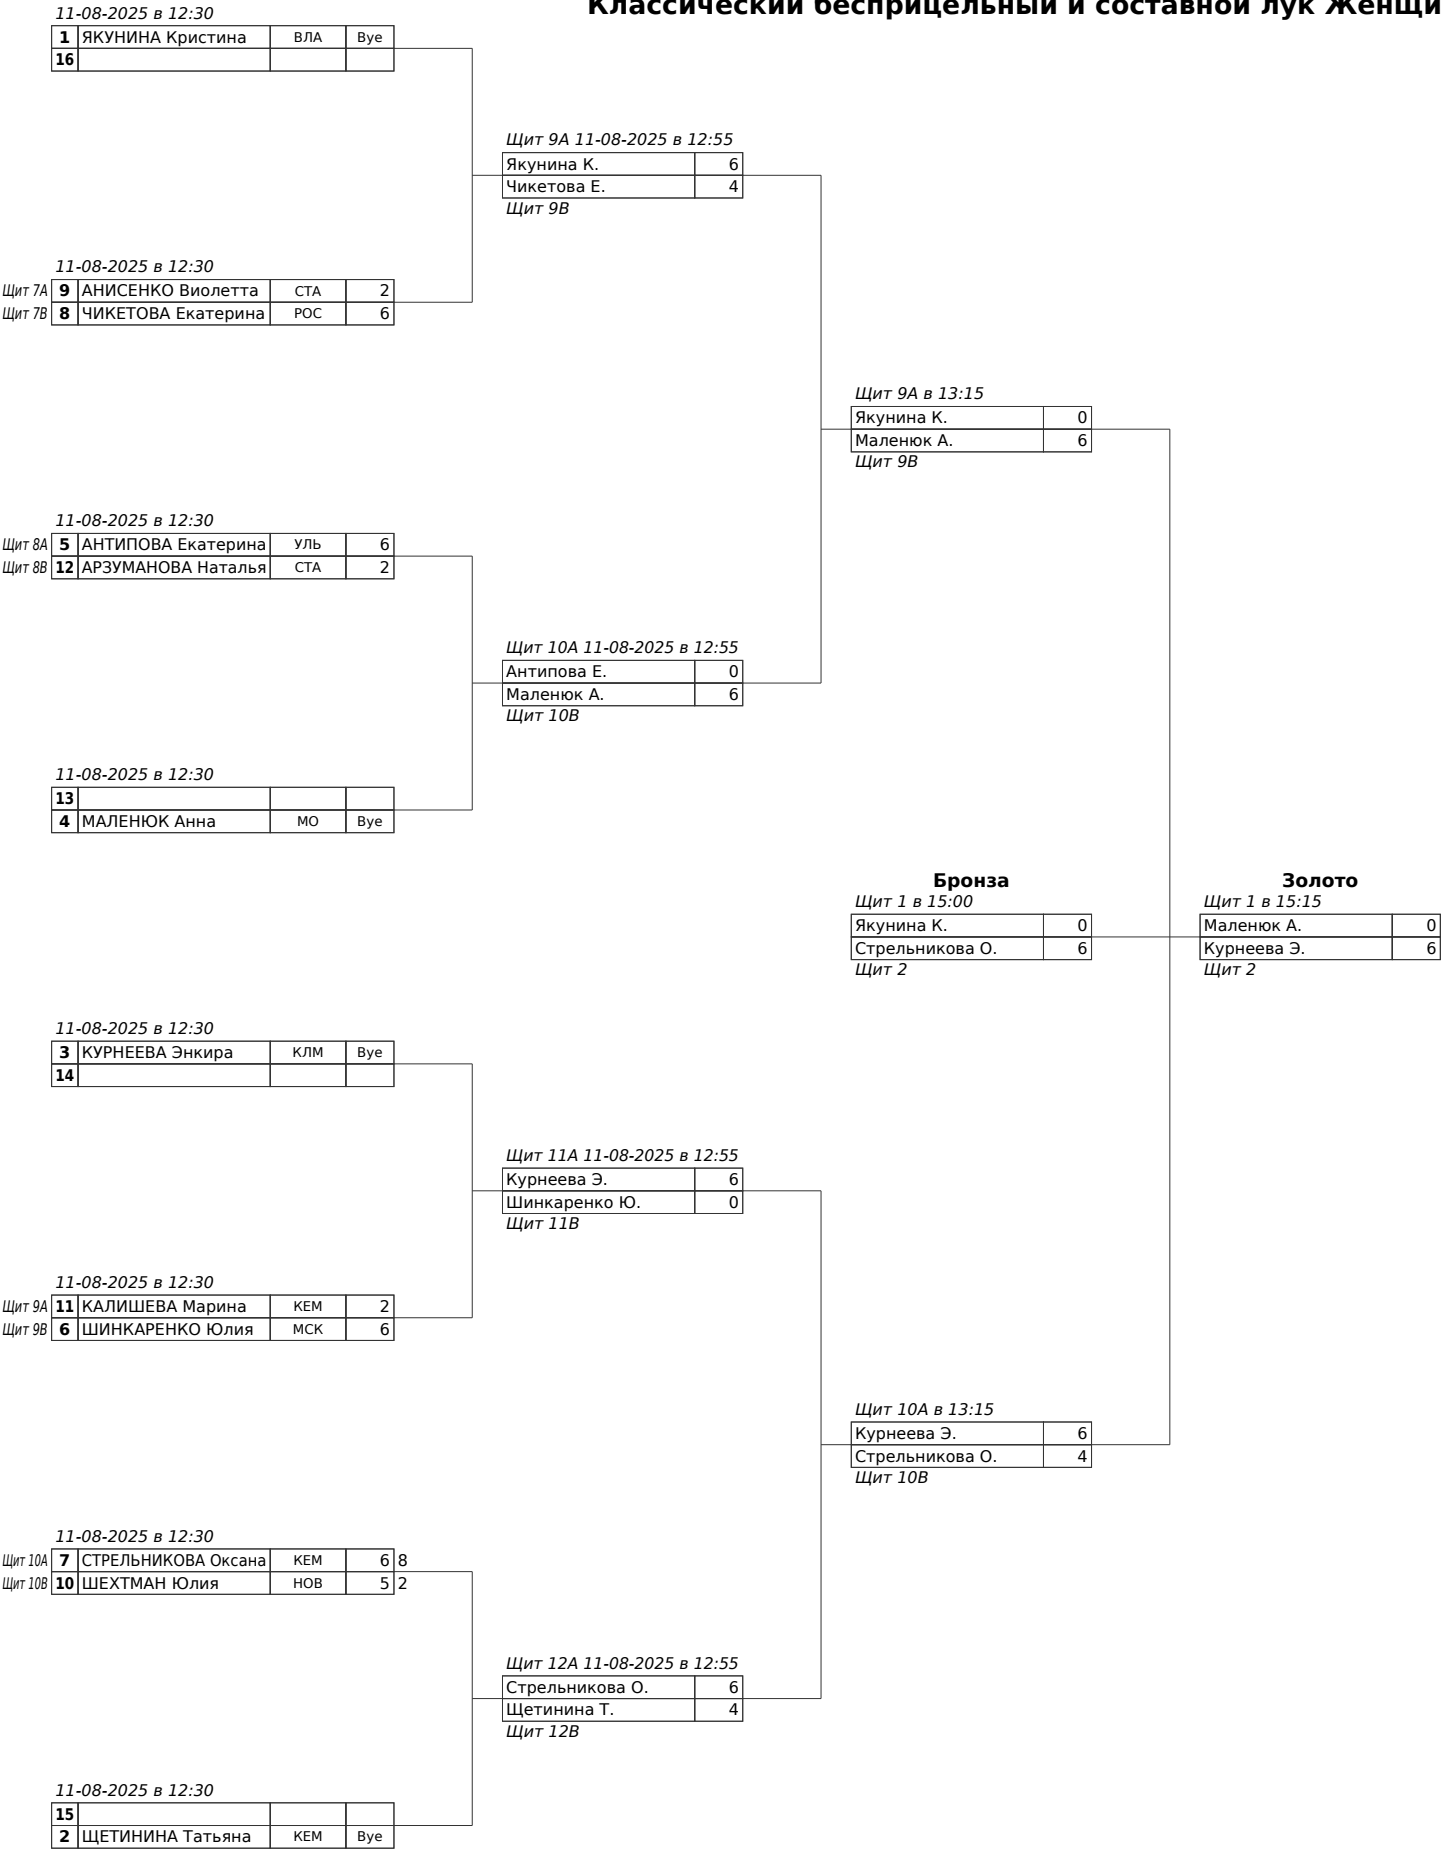 Классический бесприцельный и составной лук Женщи
11-08-2025 в 12:30
1 ЯКУНИНА Кристина ВЛА Bye
16
Щит 9A 11-08-2025 в 12:55
Якунина К. 6
Чикетова Е. 4
Щит 9B
11-08-2025 в 12:30
Щит 7A 9 АНИСЕНКО Виолетта СТА 2
Щит 7B 8 ЧИКЕТОВА Екатерина РОС 6
Щит 9A в 13:15
Якунина К. 0
Маленюк А. 6
Щит 9B
11-08-2025 в 12:30
Щит 8A 5 АНТИПОВА Екатерина УЛЬ 6
Щит 8B 12 АРЗУМАНОВА Наталья СТА 2
Щит 10A 11-08-2025 в 12:55
Антипова Е. 0
Маленюк А. 6
Щит 10B
11-08-2025 в 12:30
13
4 МАЛЕНЮК Анна МО Bye
Бронза
Щит 1 в 15:00
Якунина К. 0
Стрельникова О. 6
Щит 2
Золото
Щит 1 в 15:15
Маленюк А. 0
Курнеева Э. 6
Щит 2
11-08-2025 в 12:30
3 КУРНЕЕВА Энкира КЛМ Bye
14
Щит 11A 11-08-2025 в 12:55
Курнеева Э. 6
Шинкаренко Ю. 0
Щит 11B
11-08-2025 в 12:30
Щит 9A 11 КАЛИШЕВА Марина КЕМ 2
Щит 9B 6 ШИНКАРЕНКО Юлия МСК 6
Щит 10A в 13:15
Курнеева Э. 6
Стрельникова О. 4
Щит 10B
11-08-2025 в 12:30
Щит 10A 7 СТРЕЛЬНИКОВА Оксана КЕМ 6 8
Щит 10B 10 ШЕХТМАН Юлия НОВ 5 2
Щит 12A 11-08-2025 в 12:55
Стрельникова О. 6
Щетинина Т. 4
Щит 12B
11-08-2025 в 12:30
15
2 ЩЕТИНИНА Татьяна КЕМ Bye